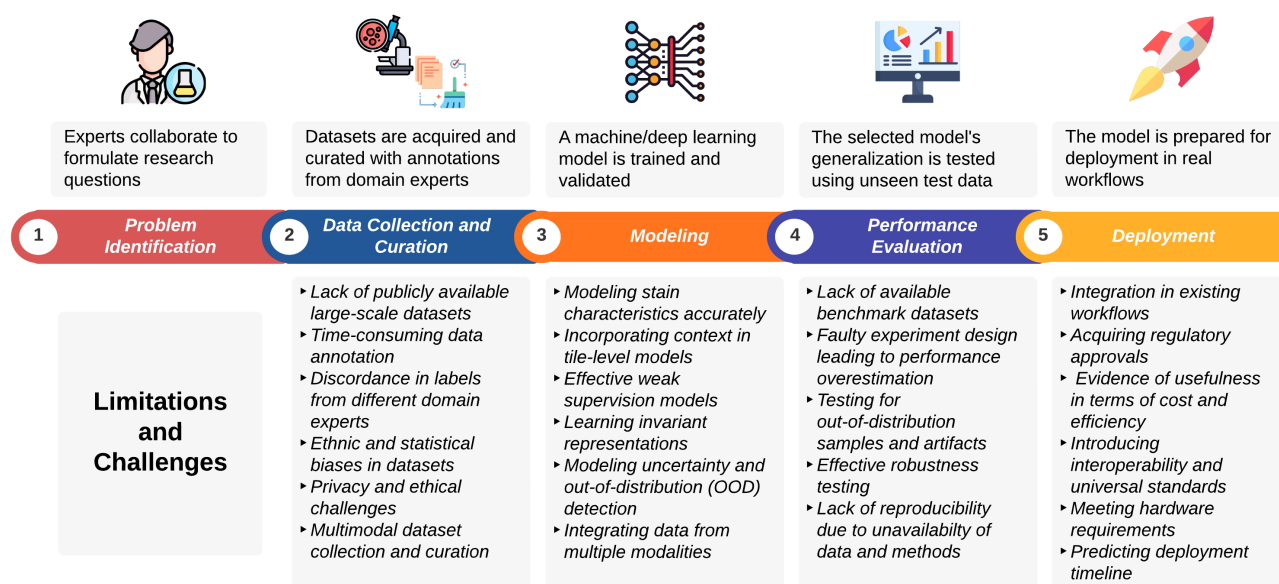 Experts collaborate to
formulate research
questions
Datasets are acquired and
curated with annotations
from domain experts
A machine/deep learning
model is trained and
validated
The selected model's
generalization is tested
using unseen test data
The model is prepared for
deployment in real
workflows
1
Problem
Identification
2
Data Collection and
Curation
3
Modeling
4
Performance
Evaluation
5
Deployment
Limitations
and
Challenges
‣Lack of publicly available
large-scale datasets
‣Time-consuming data
annotation
‣Discordance in labels
from different domain
experts
‣Ethnic and statistical
biases in datasets
‣Privacy and ethical
challenges
‣Multimodal dataset
collection and curation
‣Modeling stain
characteristics accurately
‣Incorporating context in
tile-level models
‣Effective weak
supervision models
‣Learning invariant
representations
‣Modeling uncertainty and
out-of-distribution (OOD)
detection
‣Integrating data from
multiple modalities
‣Lack of available
benchmark datasets
‣Faulty experiment design
leading to performance
overestimation
‣Testing for
out-of-distribution
samples and artifacts
‣Effective robustness
testing
‣Lack of reproducibility
due to unavailabilty of
data and methods
‣Integration in existing
workflows
‣Acquiring regulatory
approvals
‣ Evidence of usefulness
in terms of cost and
efficiency
‣Introducing
interoperability and
universal standards
‣Meeting hardware
requirements
‣Predicting deployment
timeline